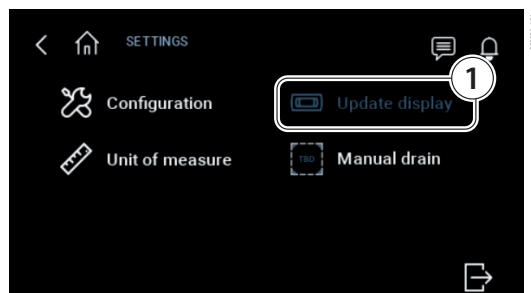 SETTINGS
1
Configuration
Update display
Unit of measure
TBD
Manual drain